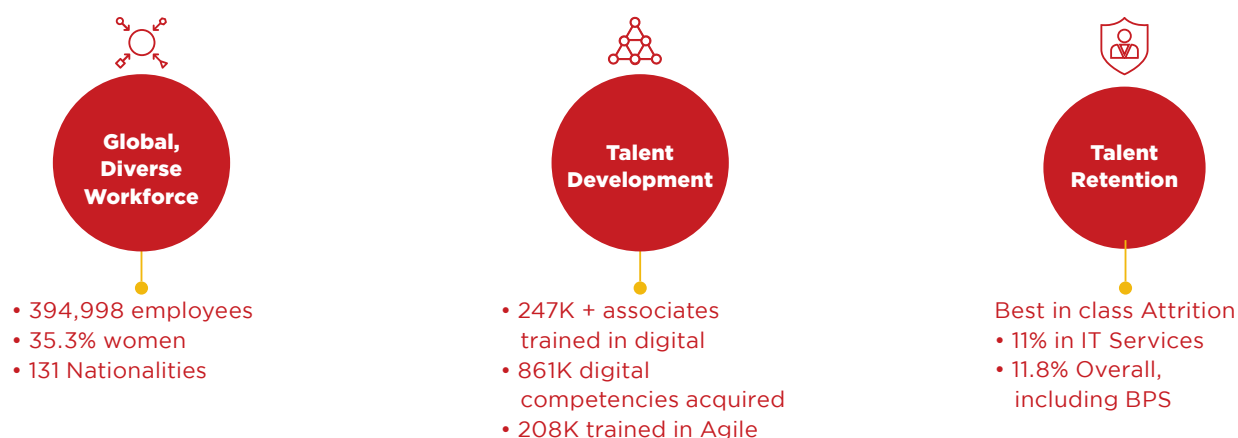 Global,
Diverse
Workforce
• 394,998 employees
• 35.3% women
• 131 Nationalities
Talent
Development
• 247K + associates
trained in digital
• 861K digital
competencies acquired
• 208K trained in Agile
Talent
Retention
Best in class Attrition
• 11% in IT Services
• 11.8% Overall,
including BPS